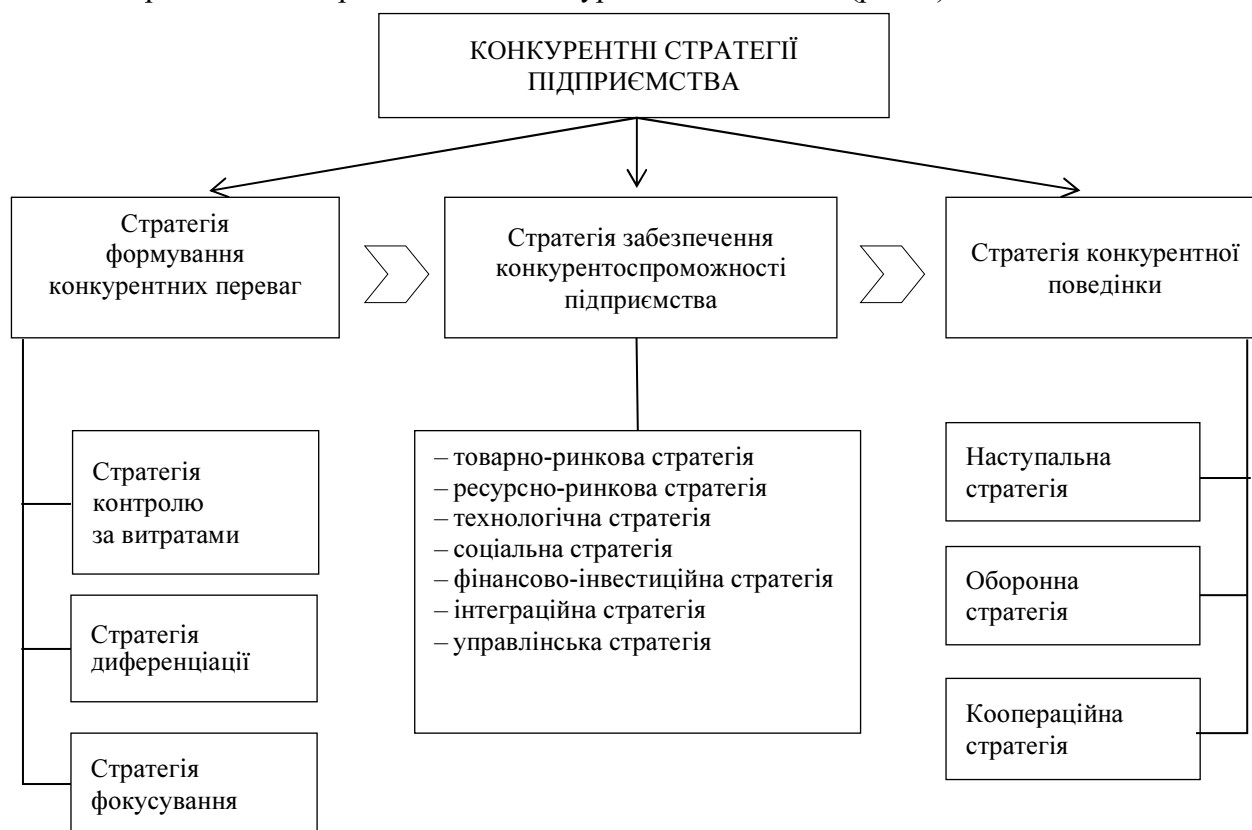 КОНКУРЕНТНІ СТРАТЕГІЇ
ПІДПРИЄМСТВА
Стратегія
формування
конкурентних переваг
Стратегія забезпечення
конкурентоспроможності
підприємства
Стратегія конкурентної
поведінки
Стратегія
контролю
за витратами
Стратегія
диференціації
Стратегія
фокусування
– товарно-ринкова стратегія
– ресурсно-ринкова стратегія
– технологічна стратегія
– соціальна стратегія
– фінансово-інвестиційна стратегія
– інтеграційна стратегія
– управлінська стратегія
Наступальна
стратегія
Оборонна
стратегія
Коопераційна
стратегія